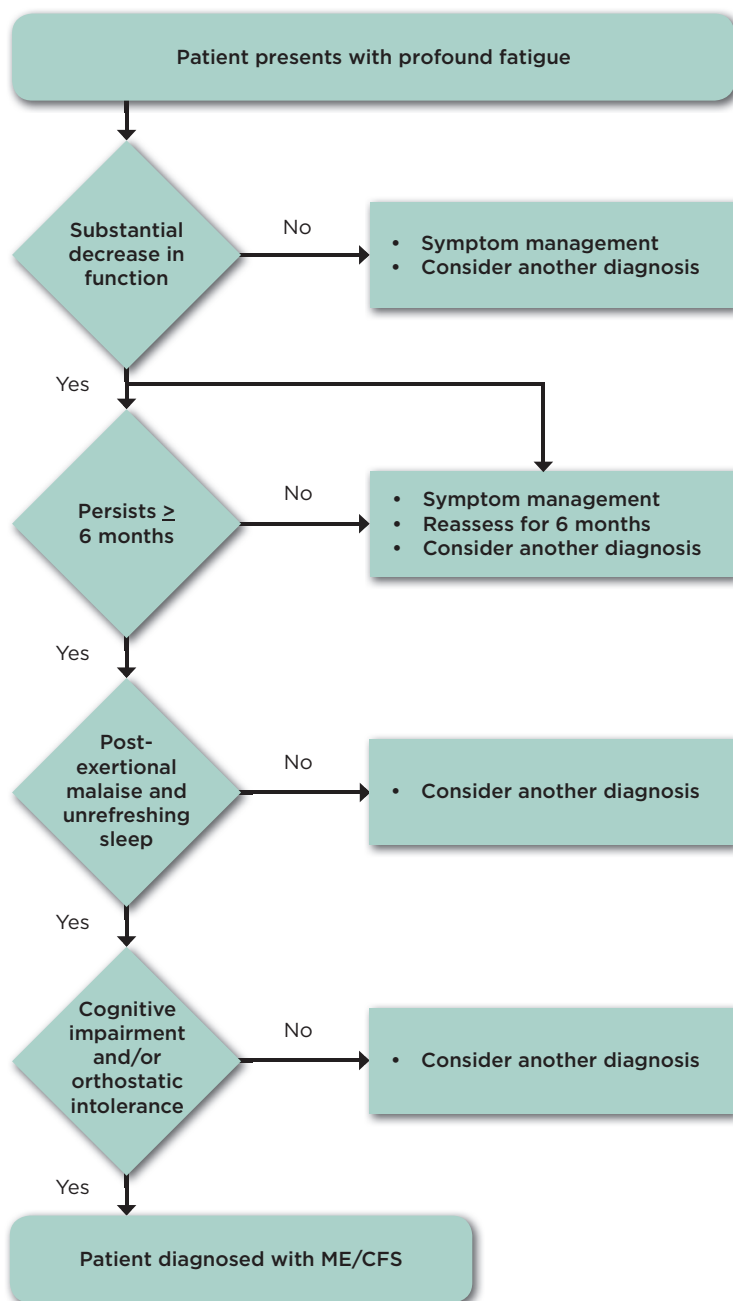 Patient presents with profound fatigue
Substantial
decrease in
function
No
• Symptom management
• Consider another diagnosis
Yes
Persists ≥
6 months
No
• Symptom management
• Reassess for 6 months
• Consider another diagnosis
Yes
Post-
exertional
malaise and
unrefreshing
sleep
No
• Consider another diagnosis
Yes
Cognitive
impairment
and/or
orthostatic
intolerance
No
• Consider another diagnosis
Yes
Patient diagnosed with ME/CFS